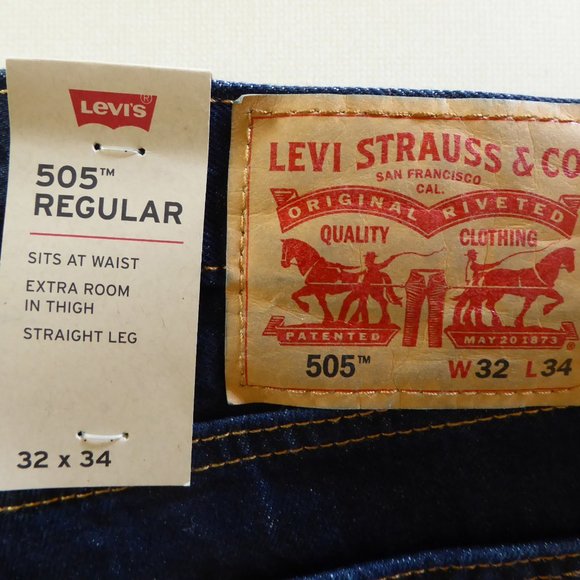 Levi's®
505™
REGULAR
SITS AT WAIST
EXTRA ROOM
IN THIGH
STRAIGHT LEG
32 x 34
LEVI STRAUSS & CO
SAN FRANCISCO
CAL.
ORIGINAL RIVETED
QUALITY CLOTHING
PATENTED MAY 20 1873
505™ W32 L34